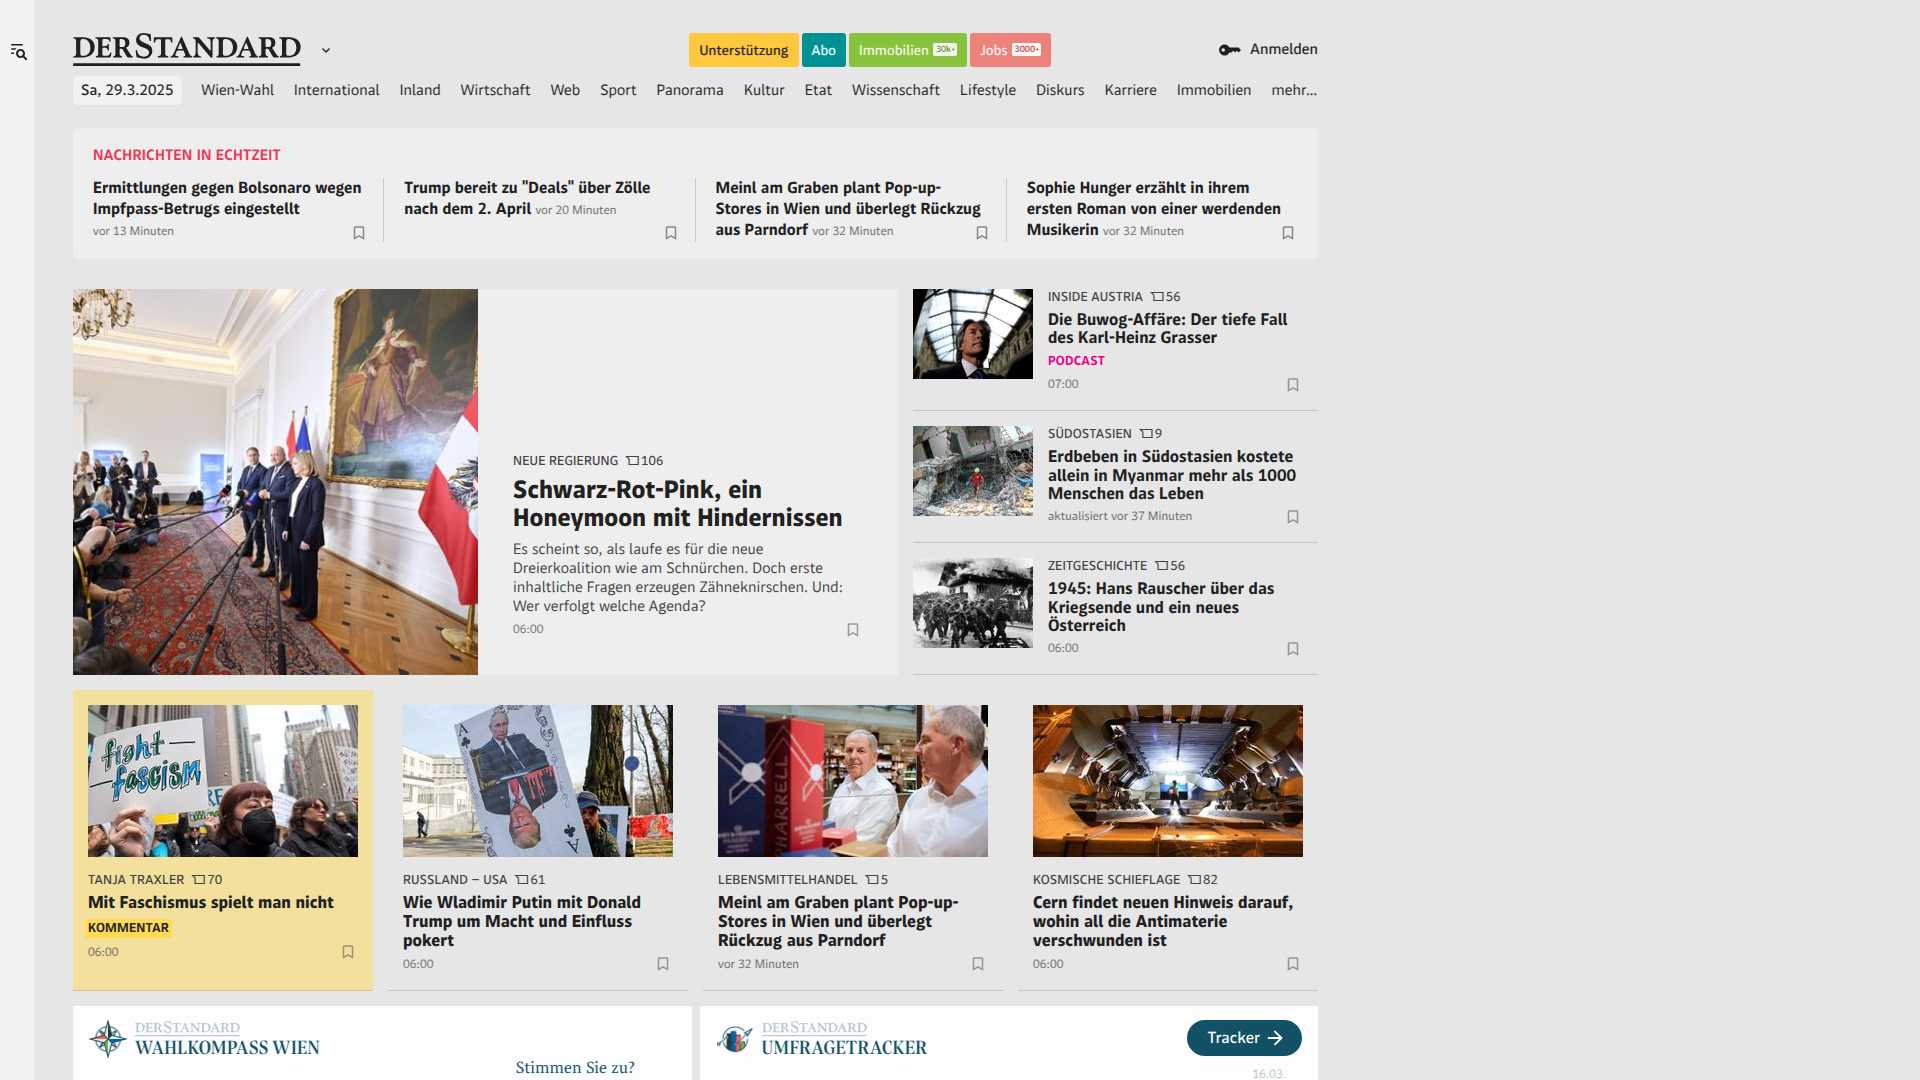 DERSTANDARD
Unterstützung
Abo
Immobilien 30k+
Jobs 3000+
Anmelden
Sa, 29.3.2025
Wien-Wahl
International
Inland
Wirtschaft
Web
Sport
Panorama
Kultur
Etat
Wissenschaft
Lifestyle
Diskurs
Karriere
Immobilien
mehr...
NACHRICHTEN IN ECHTZEIT
Ermittlungen gegen Bolsonaro wegen
Impfpass-Betrugs eingestellt
vor 13 Minuten
Trump bereit zu "Deals" über Zölle
nach dem 2. April vor 20 Minuten
Meinl am Graben plant Pop-up-
Stores in Wien und überlegt Rückzug
aus Parndorf vor 32 Minuten
Sophie Hunger erzählt in ihrem
ersten Roman von einer werdenden
Musikerin vor 32 Minuten
NEUE REGIERUNG 106
Schwarz-Rot-Pink, ein
Honeymoon mit Hindernissen
Es scheint so, als laufe es für die neue
Dreierkoalition wie am Schnürchen. Doch erste
inhaltliche Fragen erzeugen Zähneknirschen. Und:
Wer verfolgt welche Agenda?
06:00
INSIDE AUSTRIA 56
Die Buwog-Affäre: Der tiefe Fall
des Karl-Heinz Grasser
PODCAST
07:00
SÜDOSTASIEN 9
Erdbeben in Südostasien kostete
allein in Myanmar mehr als 1000
Menschen das Leben
aktualisiert vor 37 Minuten
ZEITGESCHICHTE 56
1945: Hans Rauscher über das
Kriegsende und ein neues
Österreich
06:00
fight
fascism
TANJA TRAXLER 70
Mit Faschismus spielt man nicht
KOMMENTAR
06:00
A
A
RUSSLAND – USA 61
Wie Wladimir Putin mit Donald
Trump um Macht und Einfluss
pokert
06:00
PHARRELL
LEBENSMITTELHANDEL 5
Meinl am Graben plant Pop-up-
Stores in Wien und überlegt
Rückzug aus Parndorf
vor 32 Minuten
KOSMISCHE SCHIEFLAGE 82
Cern findet neuen Hinweis darauf,
wohin all die Antimaterie
verschwunden ist
06:00
DERSTANDARD
WAHLKOMPASS WIEN
Stimmen Sie zu?
DERSTANDARD
UMFRAGETRACKER
Tracker
16.03.